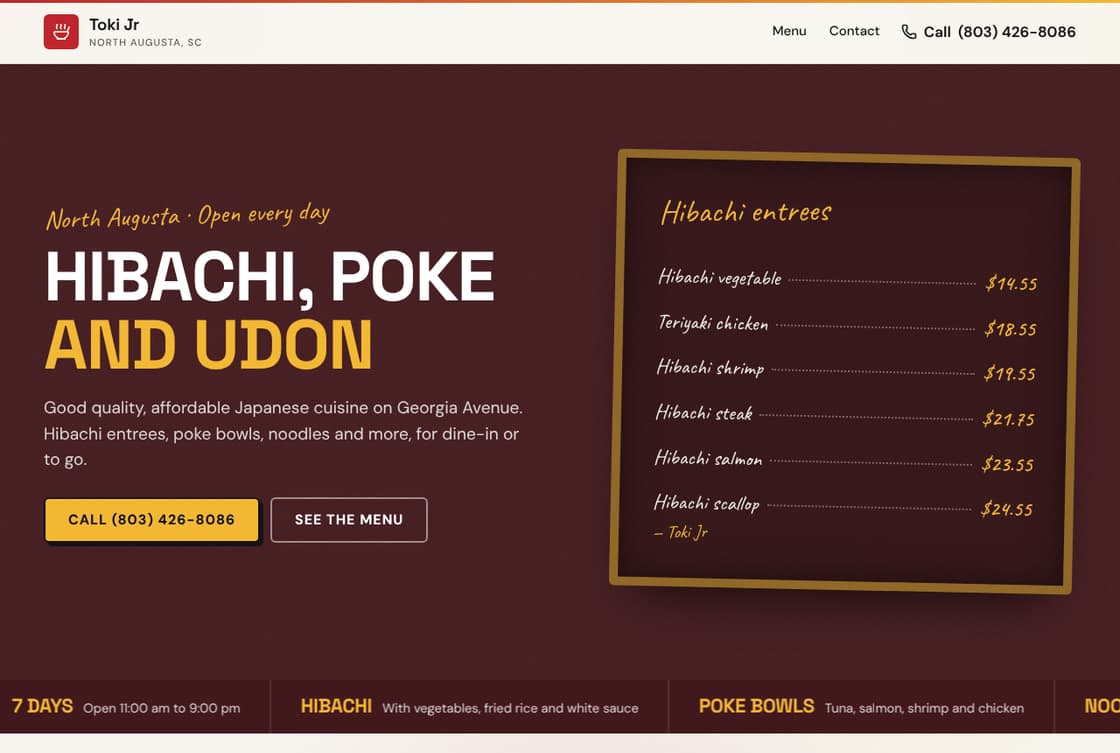 Toki Jr
NORTH AUGUSTA, SC
Menu
Contact
Call (803) 426-8086
North Augusta · Open every day
HIBACHI, POKE
AND UDON
Good quality, affordable Japanese cuisine on Georgia Avenue.
Hibachi entrees, poke bowls, noodles and more, for dine-in or
to go.
CALL (803) 426-8086
SEE THE MENU
Hibachi entrees
Hibachi vegetable $14.55
Teriyaki chicken $18.55
Hibachi shrimp $19.55
Hibachi steak $21.75
Hibachi salmon $23.55
Hibachi scallop $24.55
– Toki Jr
7 DAYS Open 11:00 am to 9:00 pm
HIBACHI With vegetables, fried rice and white sauce
POKE BOWLS Tuna, salmon, shrimp and chicken